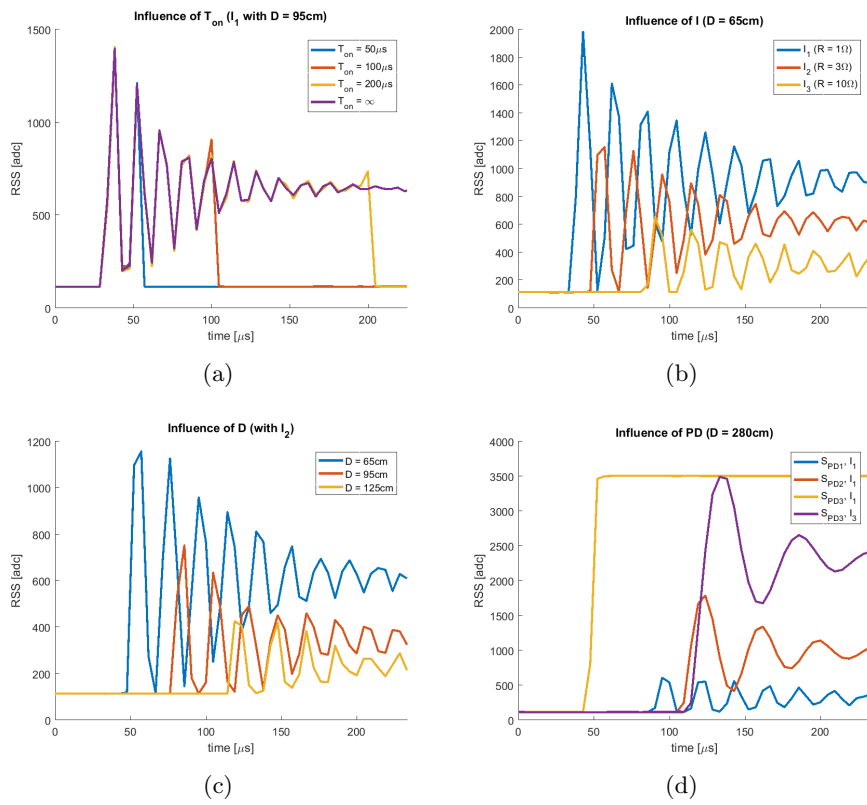 Influence of T_on (I_1 with D = 95cm)
RSS [adc]
1500
1000
500
0
0 50 100 150 200
time [μs]
T_on = 50μs
T_on = 100μs
T_on = 200μs
T_on = ∞
(a)
Influence of I (D = 65cm)
RSS [adc]
2000
1800
1600
1400
1200
1000
800
600
400
200
0
0 50 100 150 200
time [μs]
I_1 (R = 1Ω)
I_2 (R = 3Ω)
I_3 (R = 10Ω)
(b)
Influence of D (with I_2)
RSS [adc]
1200
1000
800
600
400
200
0
0 50 100 150 200
time [μs]
D = 65cm
D = 95cm
D = 125cm
(c)
Influence of PD (D = 280cm)
RSS [adc]
4000
3500
3000
2500
2000
1500
1000
500
0
0 50 100 150 200
time [μs]
S_PD1, I_1
S_PD2, I_1
S_PD3, I_1
S_PD3, I_3
(d)